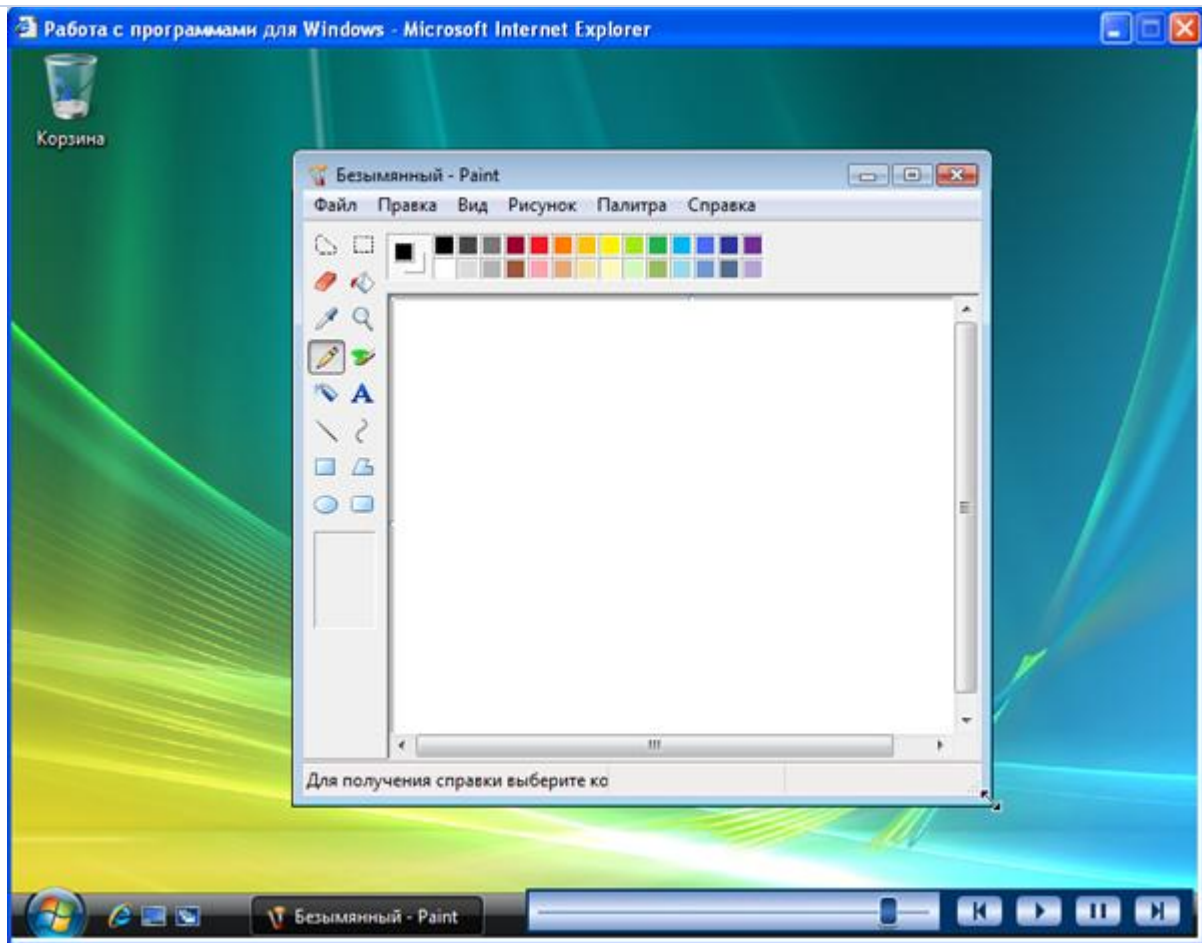 Работа с программами для Windows - Microsoft Internet Explorer
Корзина
Безымянный - Paint
Файл Правка Вид Рисунок Палитра Справка
A
Для получения справки выберите ко
Безымянный - Paint